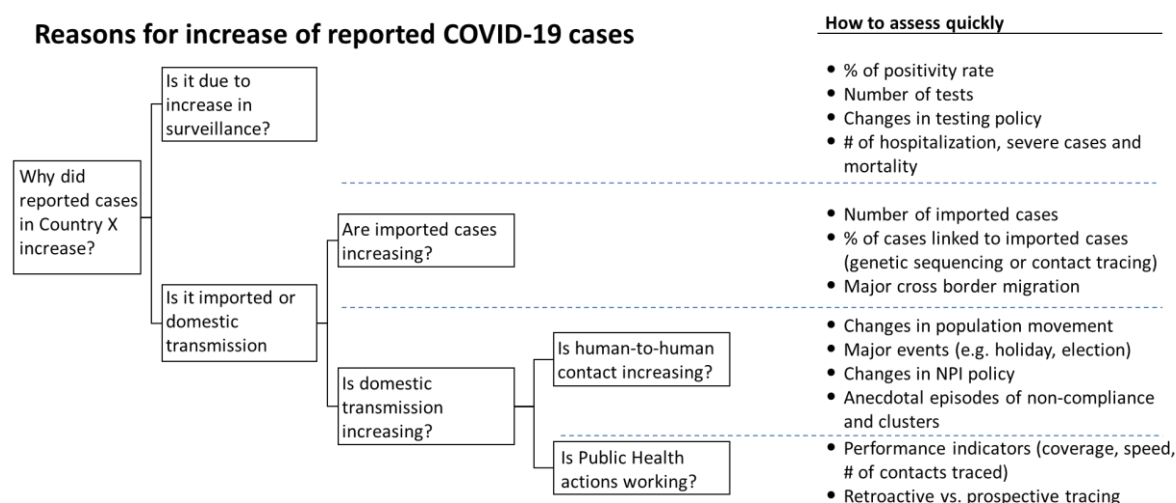 Reasons for increase of reported COVID-19 cases
How to assess quickly
Is it due to
increase in
surveillance?
• % of positivity rate
• Number of tests
• Changes in testing policy
• # of hospitalization, severe cases and
mortality
Why did
reported cases
in Country X
increase?
Are imported cases
increasing?
• Number of imported cases
• % of cases linked to imported cases
(genetic sequencing or contact tracing)
• Major cross border migration
Is it imported or
domestic
transmission
Is domestic
transmission
increasing?
Is human-to-human
contact increasing?
• Changes in population movement
• Major events (e.g. holiday, election)
• Changes in NPI policy
• Anecdotal episodes of non-compliance
and clusters
Is Public Health
actions working?
• Performance indicators (coverage, speed,
# of contacts traced)
• Retroactive vs. prospective tracing